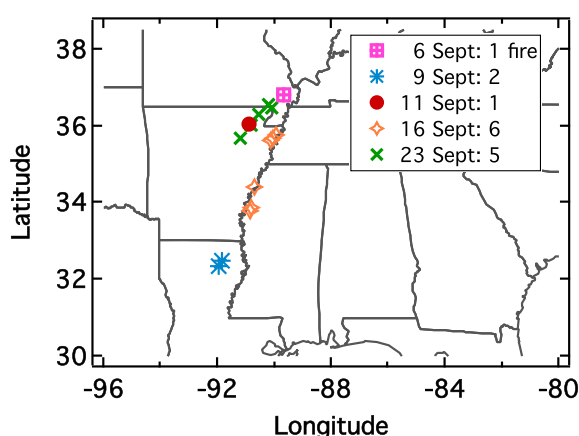 38
36
34
32
30
Latitude
6 Sept: 1 fire
9 Sept: 2
11 Sept: 1
16 Sept: 6
23 Sept: 5
-96
-92
-88
-84
-80
Longitude